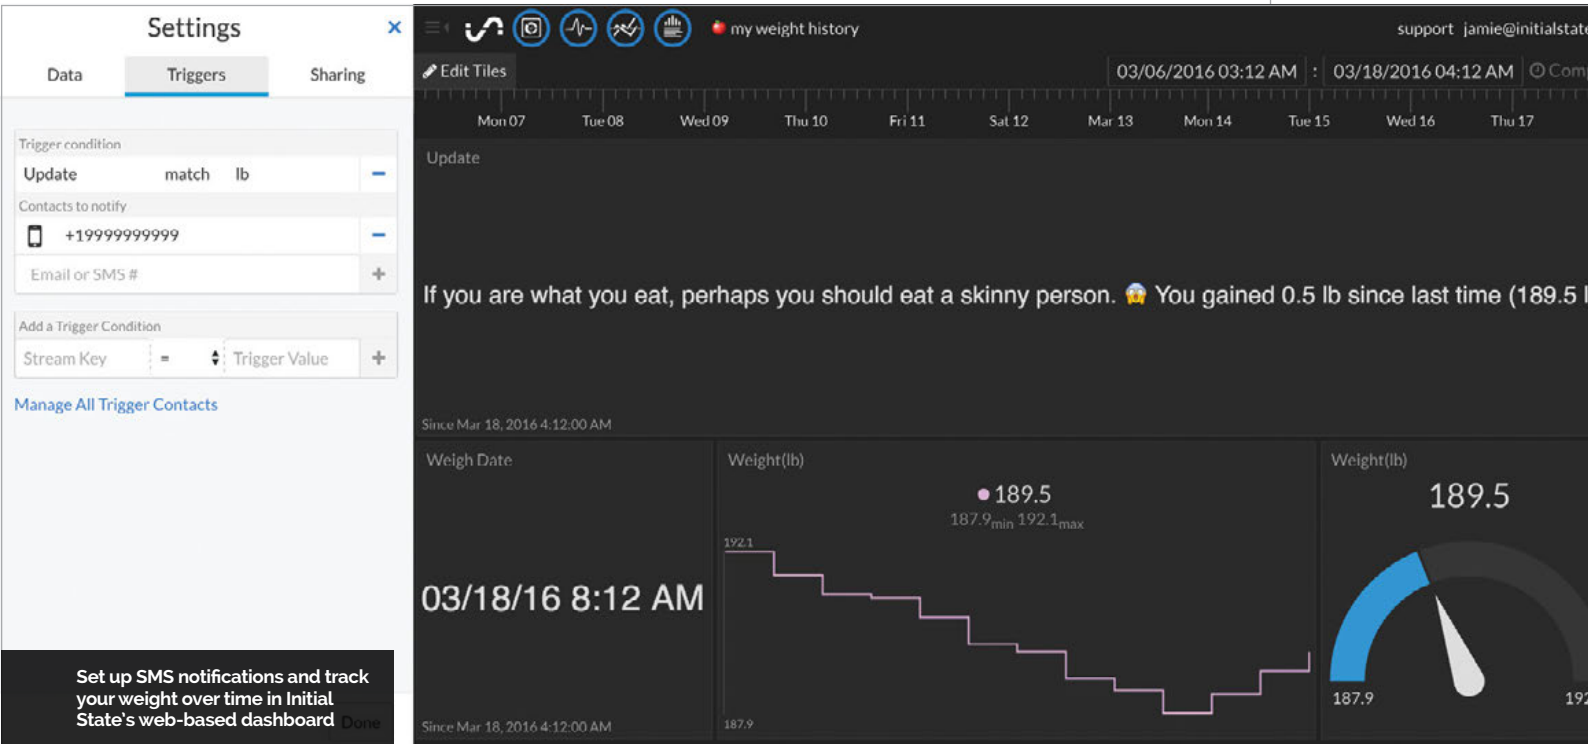 Settings
×
Data Triggers Sharing
Trigger condition
Update match lb
Contacts to notify
+19999999999
Email or SMS #
Add a Trigger Condition
Stream Key = Trigger Value
Manage All Trigger Contacts
Done
Set up SMS notifications and track
your weight over time in Initial
State's web-based dashboard
my weight history
support jamie@initialstate
Edit Tiles
03/06/2016 03:12 AM : 03/18/2016 04:12 AM
Mon 07 Tue 08 Wed 09 Thu 10 Fri 11 Sat 12 Mar 13 Mon 14 Tue 15 Wed 16 Thu 17
Update
If you are what you eat, perhaps you should eat a skinny person. 😱 You gained 0.5 lb since last time (189.5 l
Since Mar 18, 2016 4:12:00 AM
Weigh Date
03/18/16 8:12 AM
Since Mar 18, 2016 4:12:00 AM
Weight(lb)
189.5
187.9min 192.1max
192.1
187.9
Weight(lb)
189.5
187.9